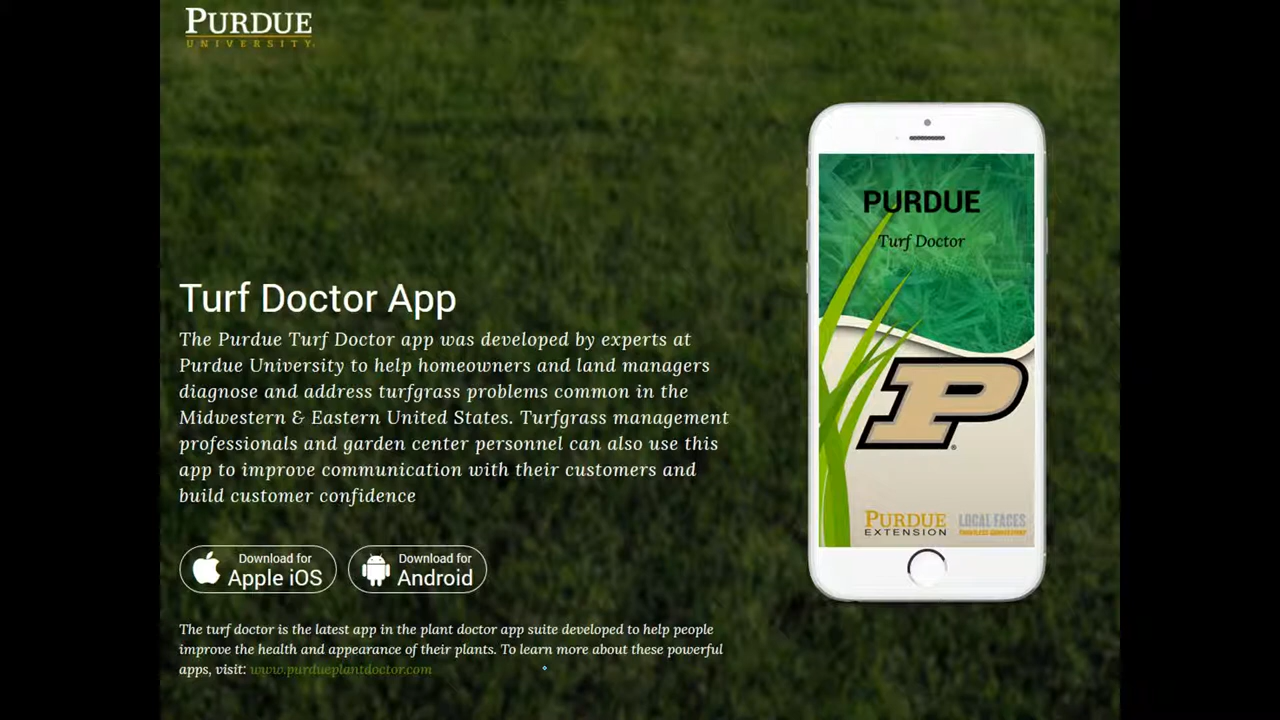 PURDUE
UNIVERSITY
PURDUE
Turf Doctor
Turf Doctor App
The Purdue Turf Doctor app was developed by experts at
Purdue University to help homeowners and land managers
diagnose and address turfgrass problems common in the
Midwestern & Eastern United States. Turfgrass management
professionals and garden center personnel can also use this
app to improve communication with their customers and
build customer confidence
P
PURDUE
EXTENSION
LOCAL FACES
Download for
Apple iOS
Download for
Android
The turf doctor is the latest app in the plant doctor app suite developed to help people
improve the health and appearance of their plants. To learn more about these powerful
apps, visit: www.purdueplantdoctor.com